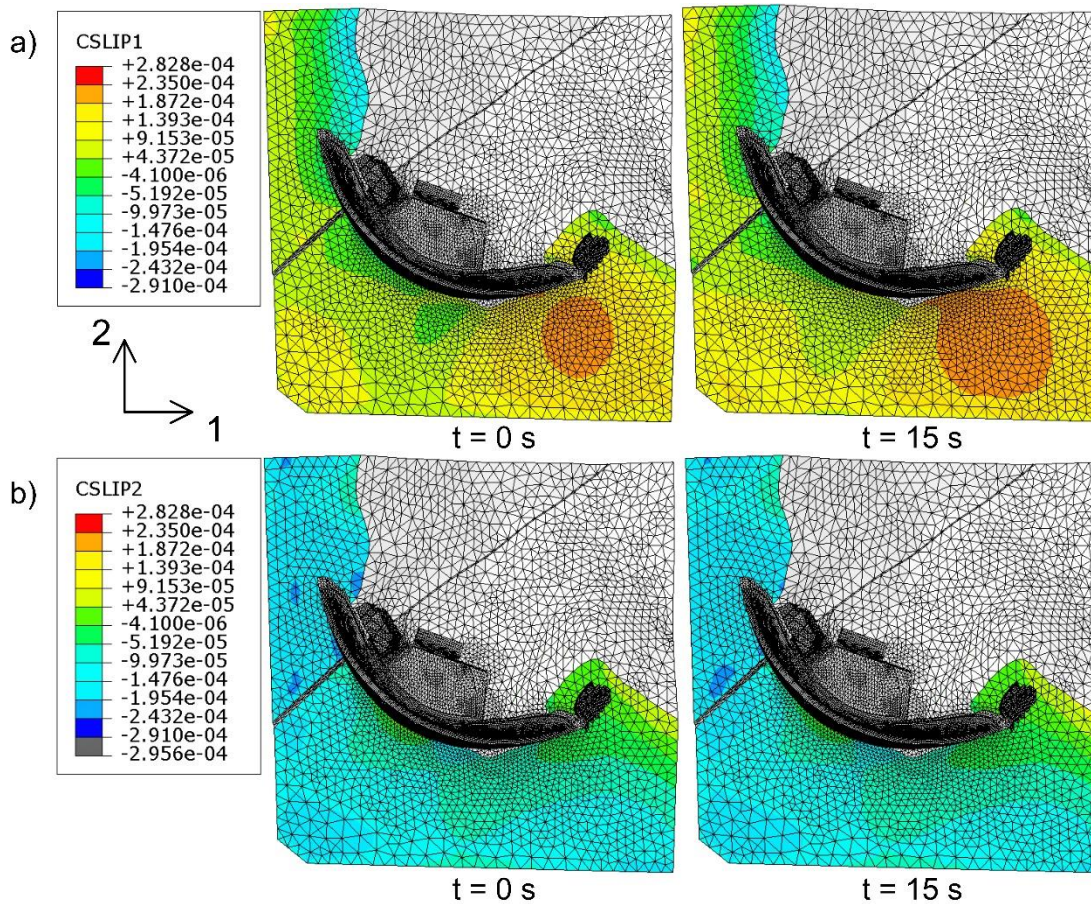 a)
CSLIP1
+2.828e-04
+2.350e-04
+1.872e-04
+1.393e-04
+9.153e-05
+4.372e-05
-4.100e-06
-5.192e-05
-9.973e-05
-1.476e-04
-1.954e-04
-2.432e-04
-2.910e-04
2
1
t = 0 s
t = 15 s
b)
CSLIP2
+2.828e-04
+2.350e-04
+1.872e-04
+1.393e-04
+9.153e-05
+4.372e-05
-4.100e-06
-5.192e-05
-9.973e-05
-1.476e-04
-1.954e-04
-2.432e-04
-2.910e-04
-2.956e-04
t = 0 s
t = 15 s